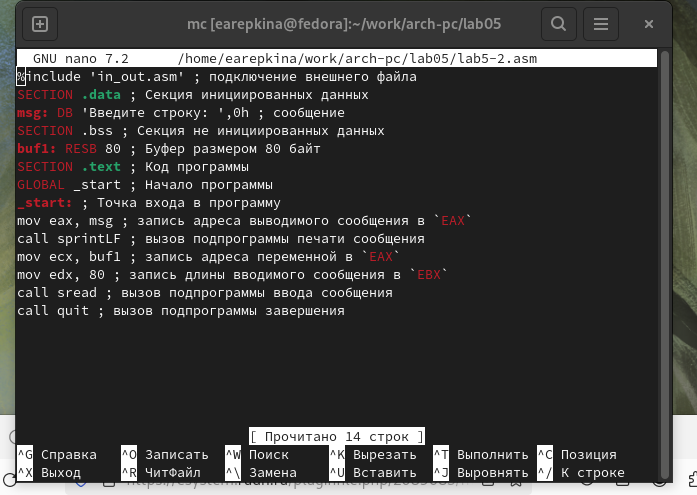 mc [earepkina@fedora]:~/work/arch-pc/lab05
GNU nano 7.2 /home/earepkina/work/arch-pc/lab05/lab5-2.asm
%include 'in_out.asm' ; подключение внешнего файла
SECTION .data ; Секция инициированных данных
msg: DB 'Введите строку: ',0h ; сообщение
SECTION .bss ; Секция не инициированных данных
buf1: RESB 80 ; Буфер размером 80 байт
SECTION .text ; Код программы
GLOBAL _start ; Начало программы
_start: ; Точка входа в программу
mov eax, msg ; запись адреса выводимого сообщения в `EAX`
call sprintLF ; вызов подпрограммы печати сообщения
mov ecx, buf1 ; запись адреса переменной в `EAX`
mov edx, 80 ; запись длины вводимого сообщения в `EBX`
call sread ; вызов подпрограммы ввода сообщения
call quit ; вызов подпрограммы завершения
[ Прочитано 14 строк ]
^G Справка ^O Записать ^W Поиск ^K Вырезать ^T Выполнить ^C Позиция
^X Выход ^R ЧитФайл ^\ Замена ^U Вставить ^J Выровнять ^/ К строке